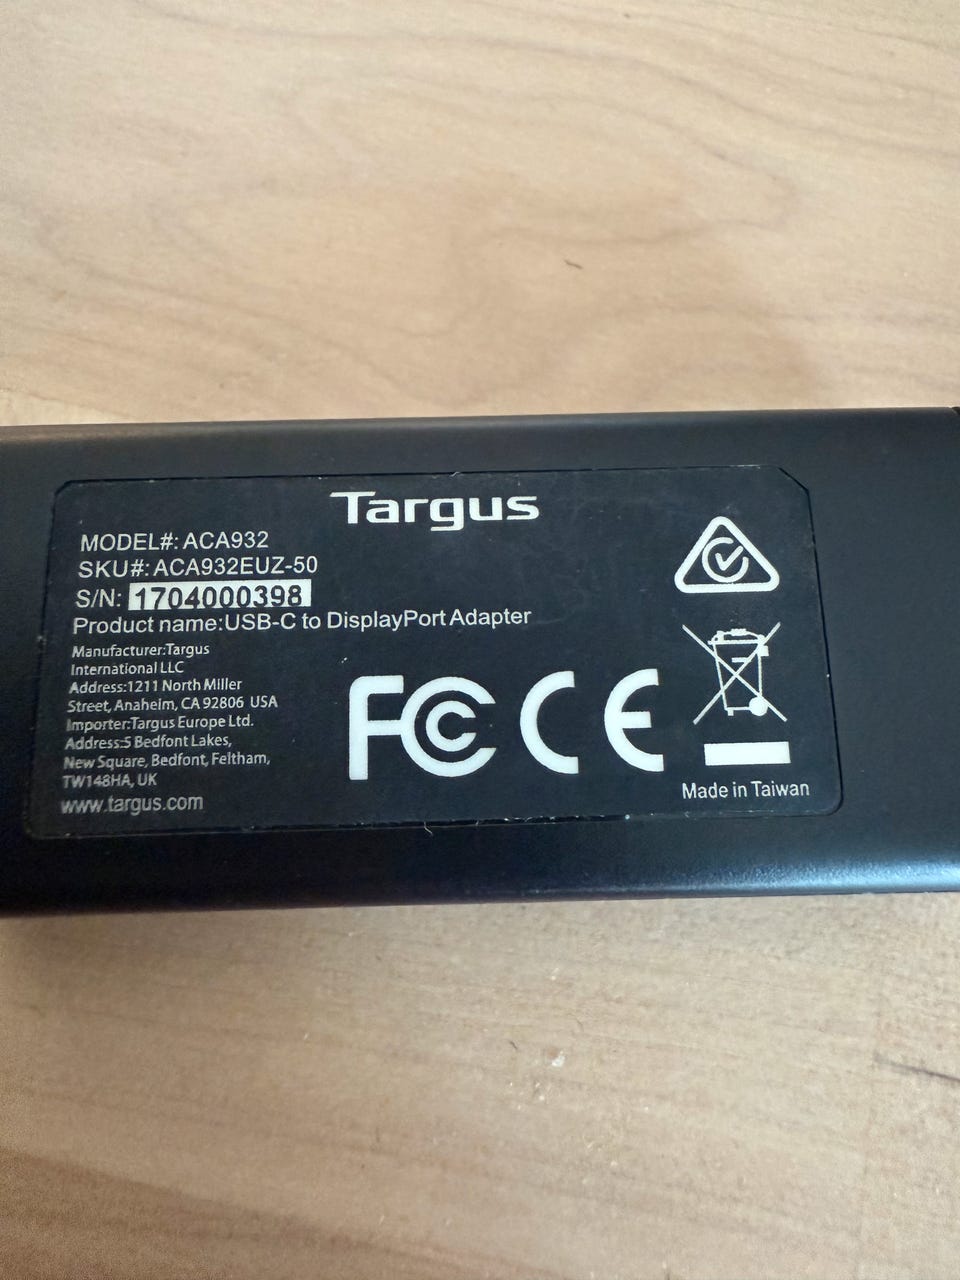 Targus
MODEL#: ACA932
SKU#: ACA932EUZ-50
S/N: 1704000398
Product name:USB-C to DisplayPort Adapter
Manufacturer:Targus
International LLC
Address:1211 North Miller
Street, Anaheim, CA 92806 USA
Importer:Targus Europe Ltd.
Address:5 Bedfont Lakes,
New Square, Bedfont, Feltham,
TW148HA, UK
www.targus.com
FC CE
Made in Taiwan